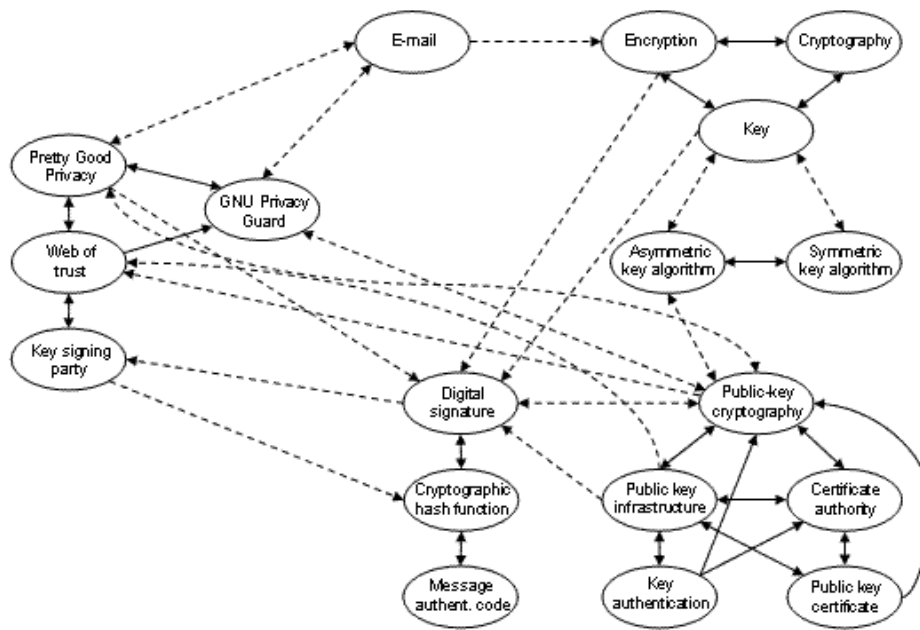 E-mail
Encryption
Cryptography
Key
Pretty Good
Privacy
GNU Privacy
Guard
Web of
trust
Asymmetric
key algorithm
Symmetric
key algorithm
Key signing
party
Digital
signature
Public-key
cryptography
Cryptographic
hash function
Public key
infrastructure
Certificate
authority
Message
authent. code
Key
authentication
Public key
certificate